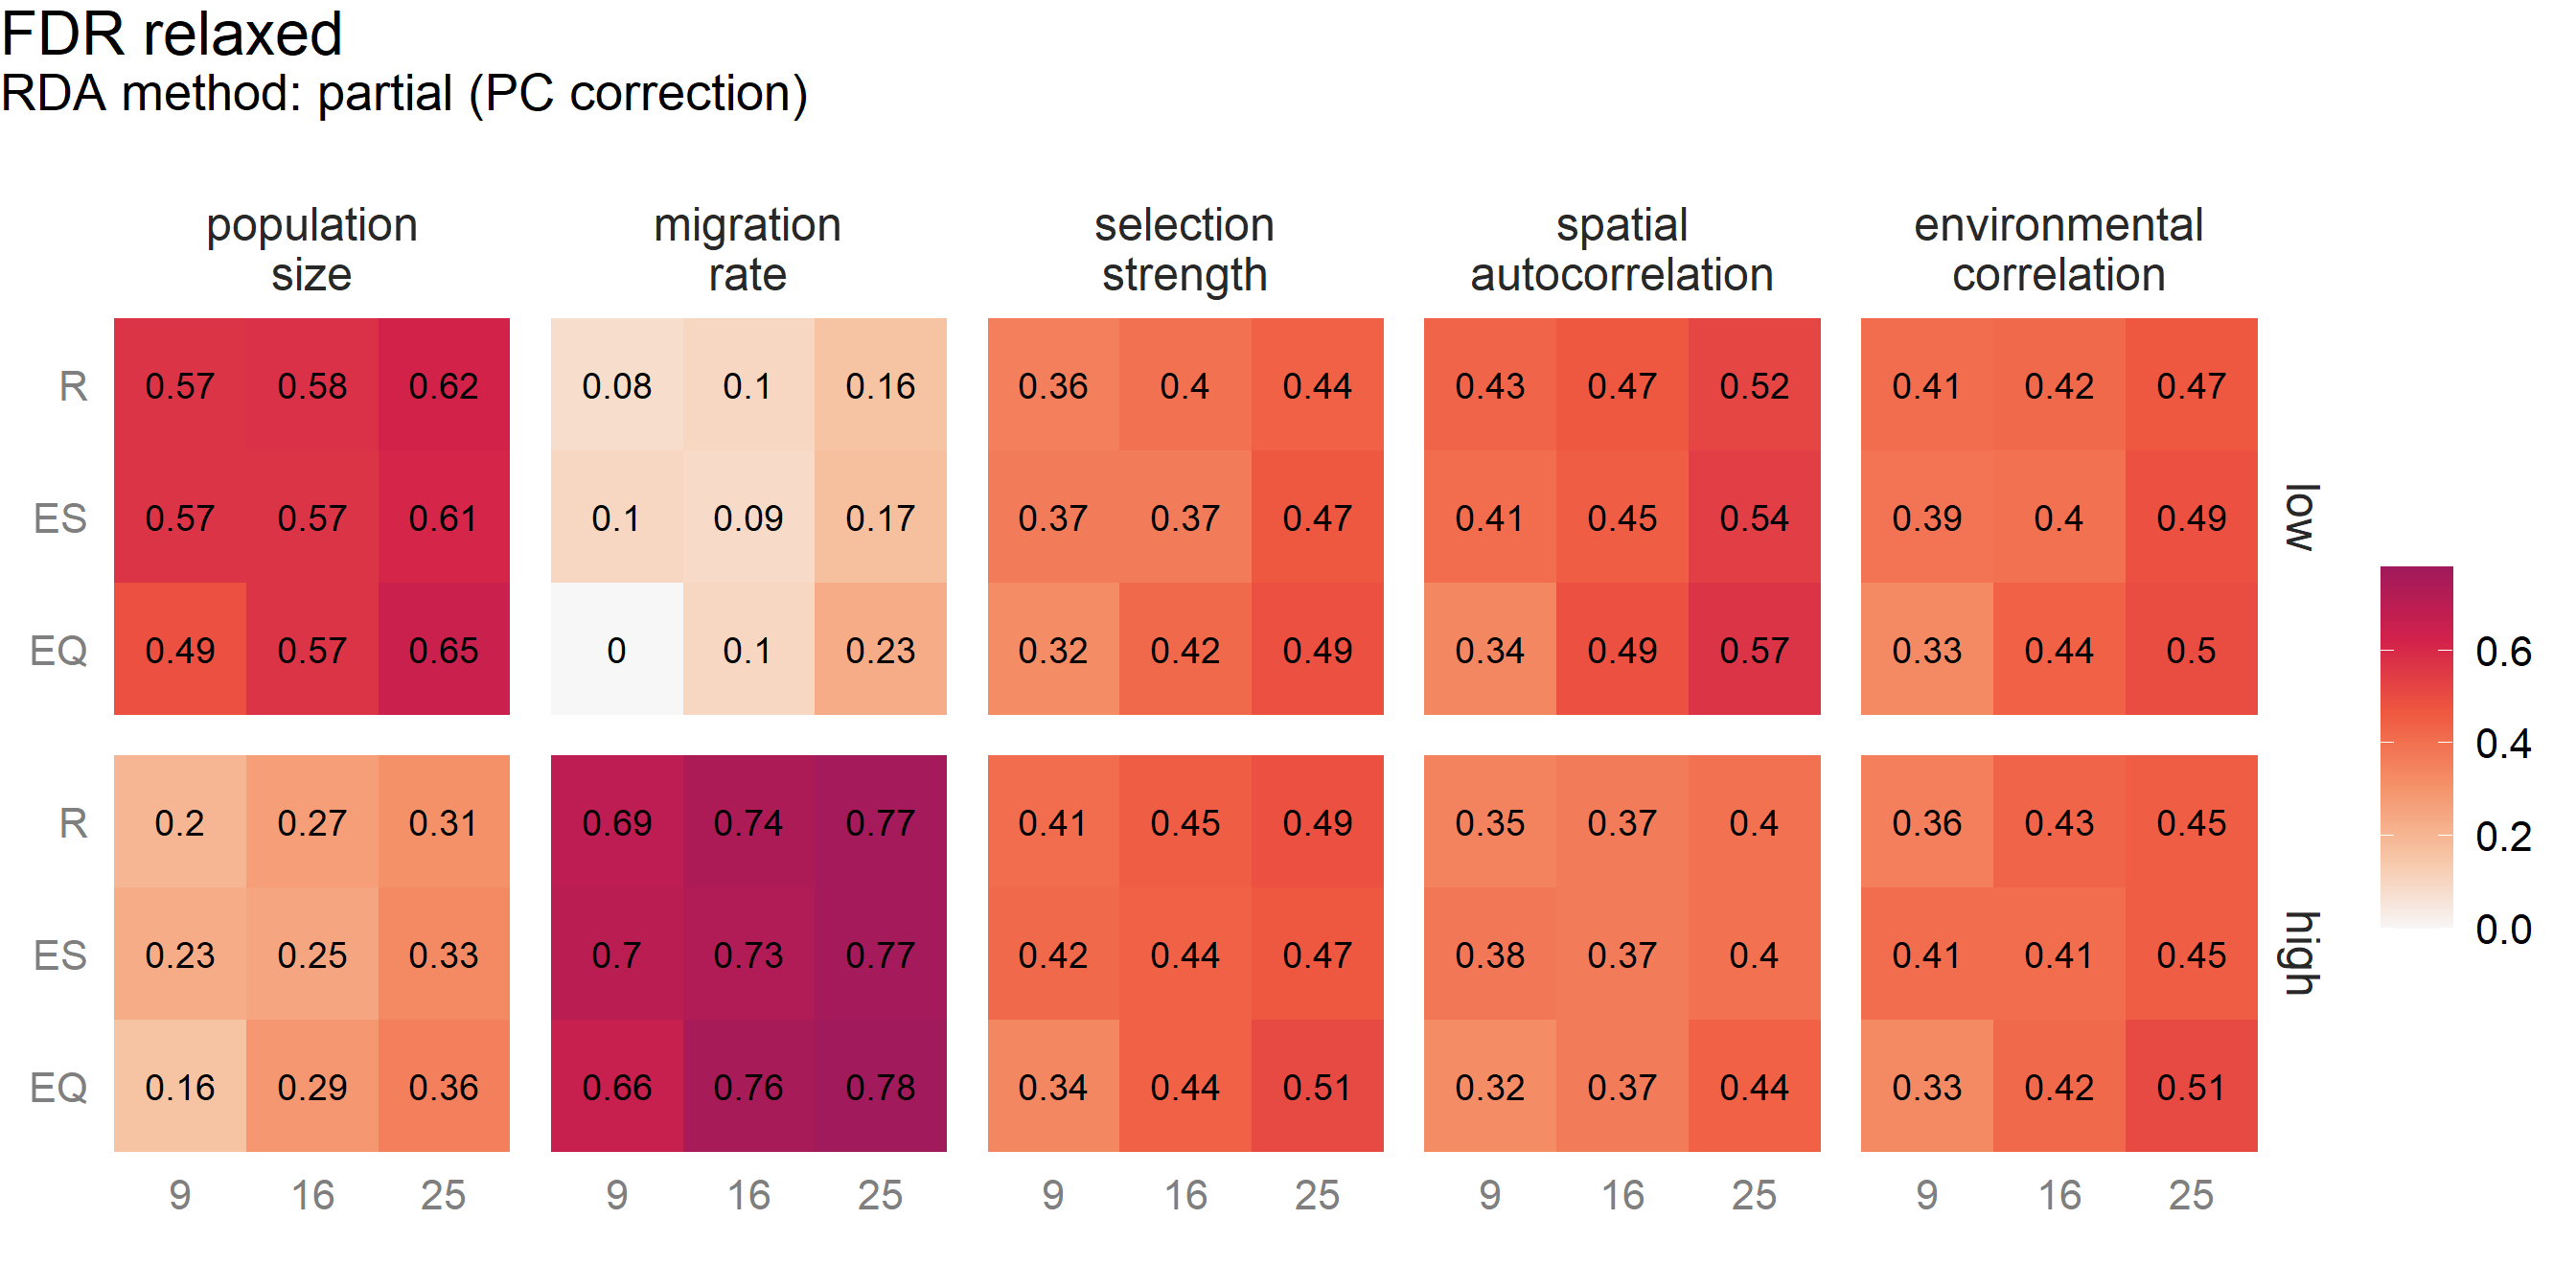 FDR relaxed
RDA method: partial (PC correction)
population size
migration rate
selection strength
spatial autocorrelation
environmental correlation
R 0.57 0.58 0.62 0.08 0.1 0.16 0.36 0.4 0.44 0.43 0.47 0.52 0.41 0.42 0.47
ES 0.57 0.57 0.61 0.1 0.09 0.17 0.37 0.37 0.47 0.41 0.45 0.54 0.39 0.4 0.49
low
EQ 0.49 0.57 0.65 0 0.1 0.23 0.32 0.42 0.49 0.34 0.49 0.57 0.33 0.44 0.5
R 0.2 0.27 0.31 0.69 0.74 0.77 0.41 0.45 0.49 0.35 0.37 0.4 0.36 0.43 0.45
ES 0.23 0.25 0.33 0.7 0.73 0.77 0.42 0.44 0.47 0.38 0.37 0.4 0.41 0.41 0.45
high
EQ 0.16 0.29 0.36 0.66 0.76 0.78 0.34 0.44 0.51 0.32 0.37 0.44 0.33 0.42 0.51
9 16 25 9 16 25 9 16 25 9 16 25 9 16 25
0.6
0.4
0.2
0.0